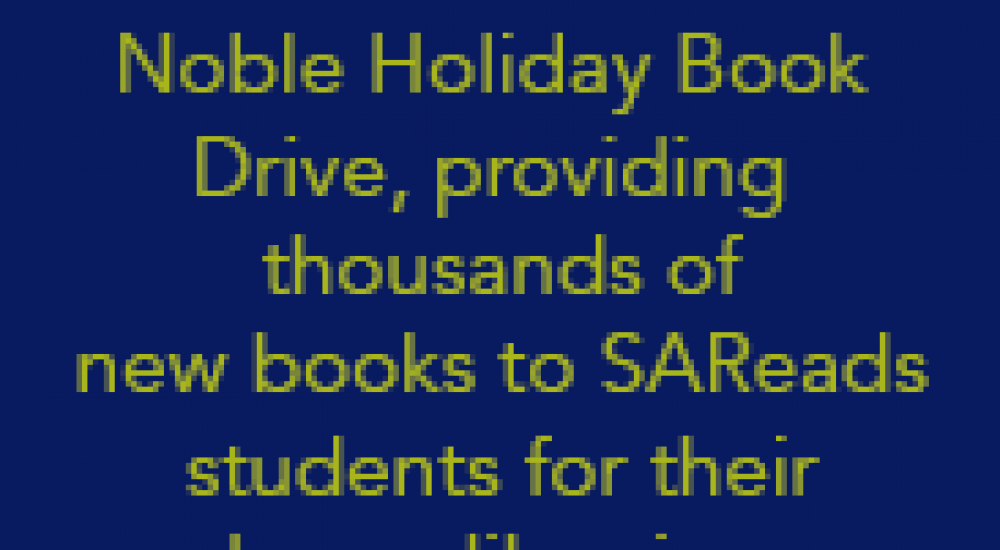 Noble Holiday Book
Drive, providing
thousands of
new books to SAReads
students for their